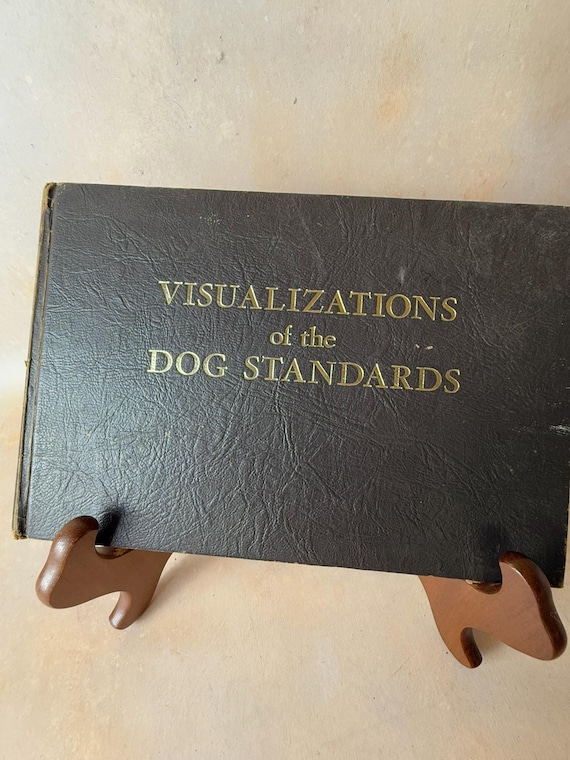 VISUALIZATIONS
of the
DOG STANDARDS